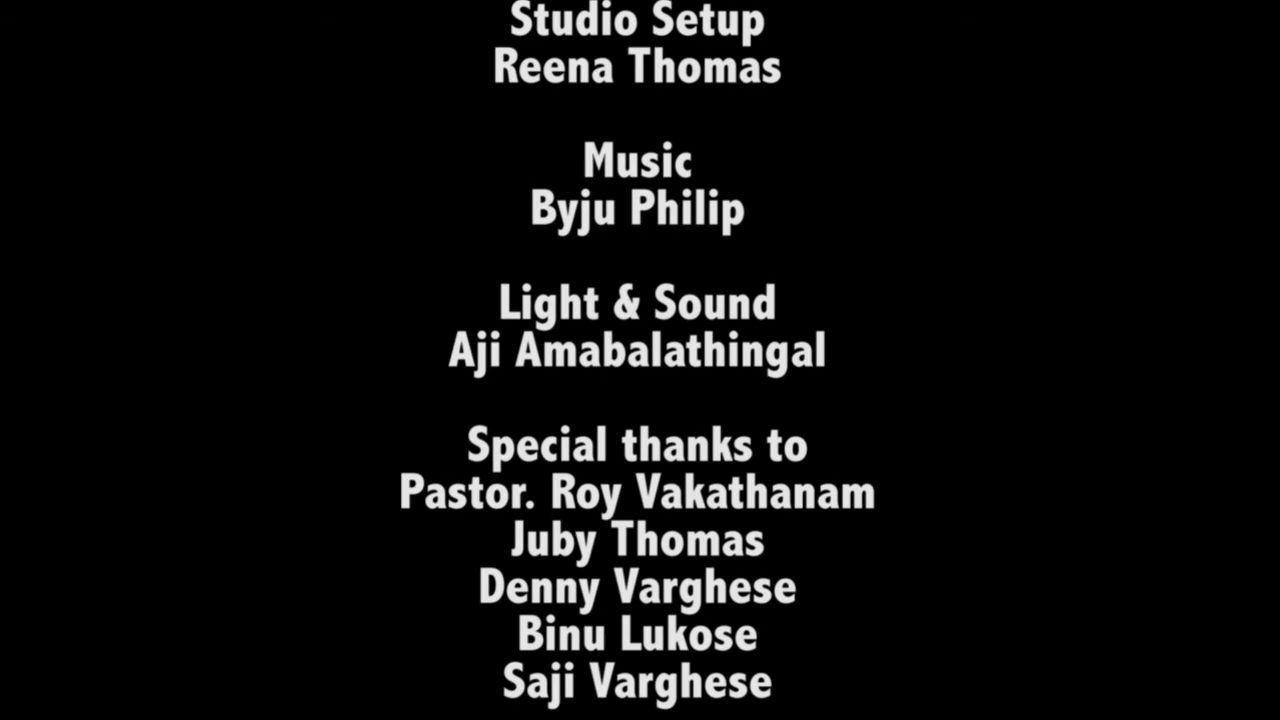 Studio Setup
Reena Thomas
Music
Byju Philip
Light & Sound
Aji Amabalathingal
Special thanks to
Pastor. Roy Vakathanam
Juby Thomas
Denny Varghese
Binu Lukose
Saji Varghese